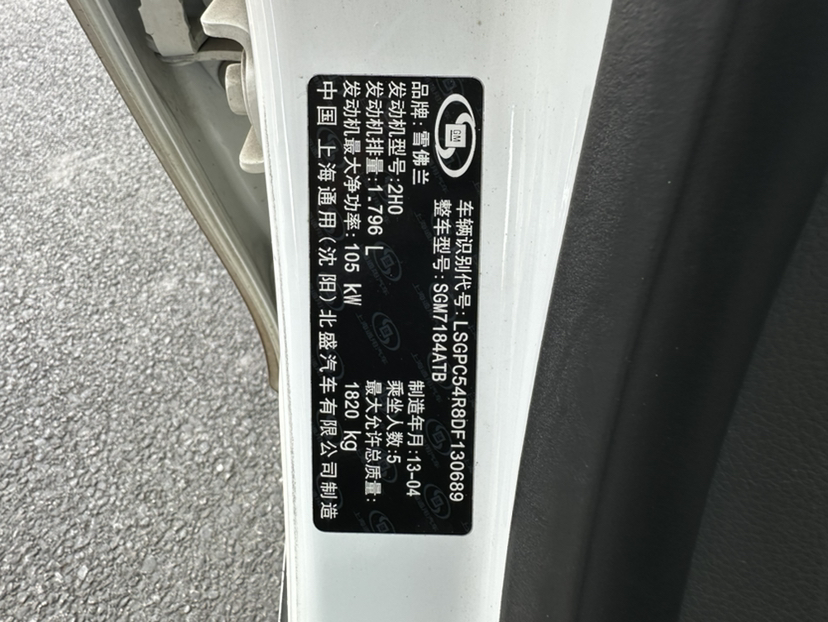 GM
车辆识别代号:LSGPC54R8DF130689
整车型号:SGM7184ATB
品牌:雪佛兰
制造年月:13-04
发动机型号:2H0
乘坐人数:5
发动机排量:1.796 L
最大允许总质量:
发动机最大净功率:105 kW
1820 kg
中国 上海通用(沈阳)北盛汽车有限公司制造